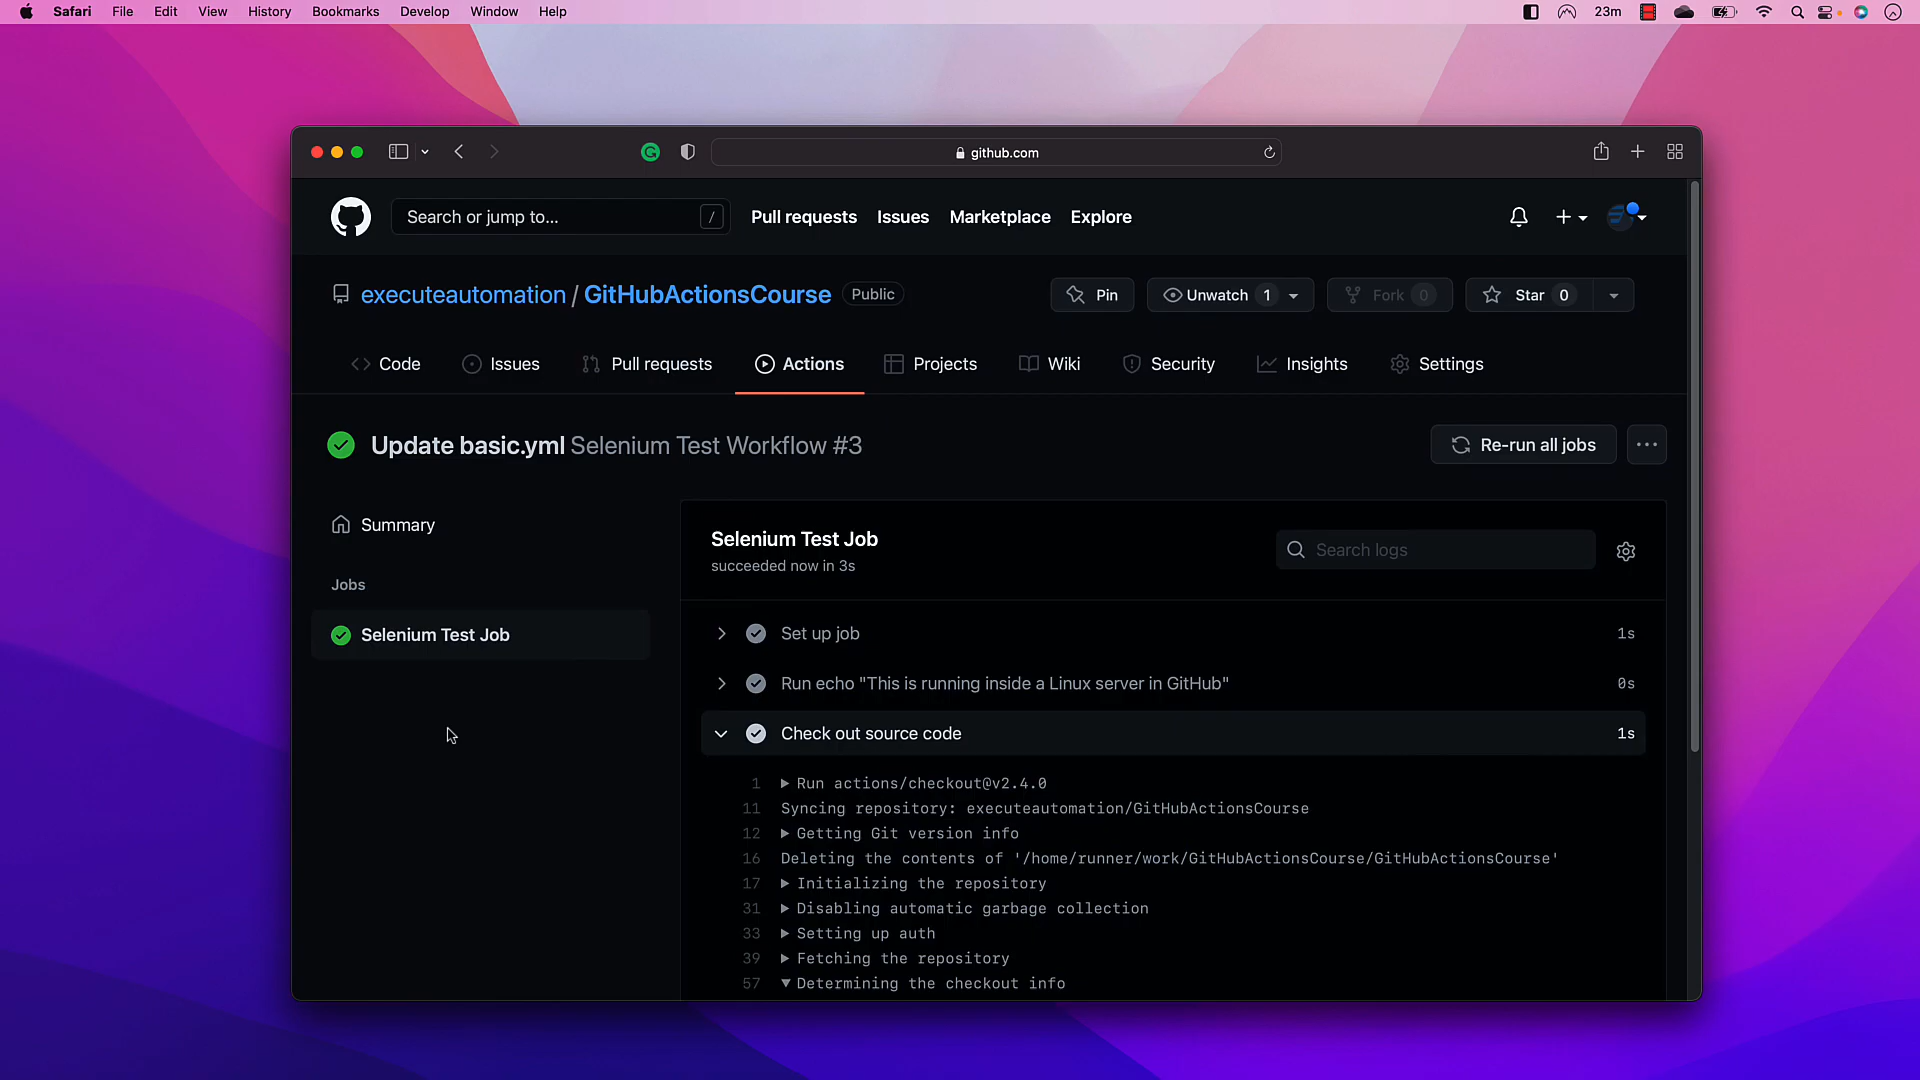 Safari File Edit View History Bookmarks Develop Window Help 23m
github.com
Search or jump to... / Pull requests Issues Marketplace Explore
executeautomation / GitHubActionsCourse Public Pin Unwatch 1 Fork 0 Star 0
Code Issues Pull requests Actions Projects Wiki Security Insights Settings
Update basic.yml Selenium Test Workflow #3 Re-run all jobs
Summary
Jobs
Selenium Test Job
Selenium Test Job
succeeded now in 3s
Search logs
Set up job 1s
Run echo "This is running inside a Linux server in GitHub" 0s
Check out source code 1s
1 Run actions/checkout@v2.4.0
11 Syncing repository: executeautomation/GitHubActionsCourse
12 Getting Git version info
16 Deleting the contents of '/home/runner/work/GitHubActionsCourse/GitHubActionsCourse'
17 Initializing the repository
31 Disabling automatic garbage collection
33 Setting up auth
39 Fetching the repository
57 Determining the checkout info